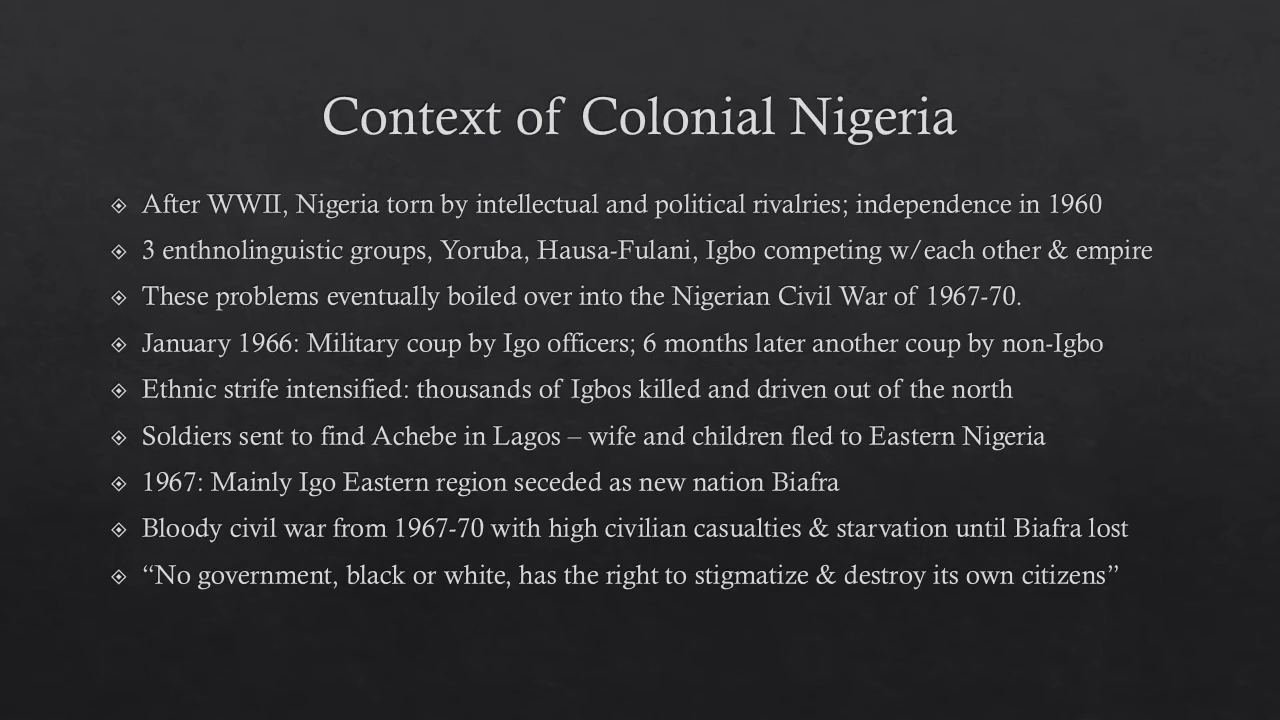 Context of Colonial Nigeria
After WWII, Nigeria torn by intellectual and political rivalries; independence in 1960
3 enthnolinguistic groups, Yoruba, Hausa-Fulani, Igbo competing w/each other & empire
These problems eventually boiled over into the Nigerian Civil War of 1967-70.
January 1966: Military coup by Igo officers; 6 months later another coup by non-Igbo
Ethnic strife intensified: thousands of Igbos killed and driven out of the north
Soldiers sent to find Achebe in Lagos – wife and children fled to Eastern Nigeria
1967: Mainly Igo Eastern region seceded as new nation Biafra
Bloody civil war from 1967-70 with high civilian casualties & starvation until Biafra lost
“No government, black or white, has the right to stigmatize & destroy its own citizens”